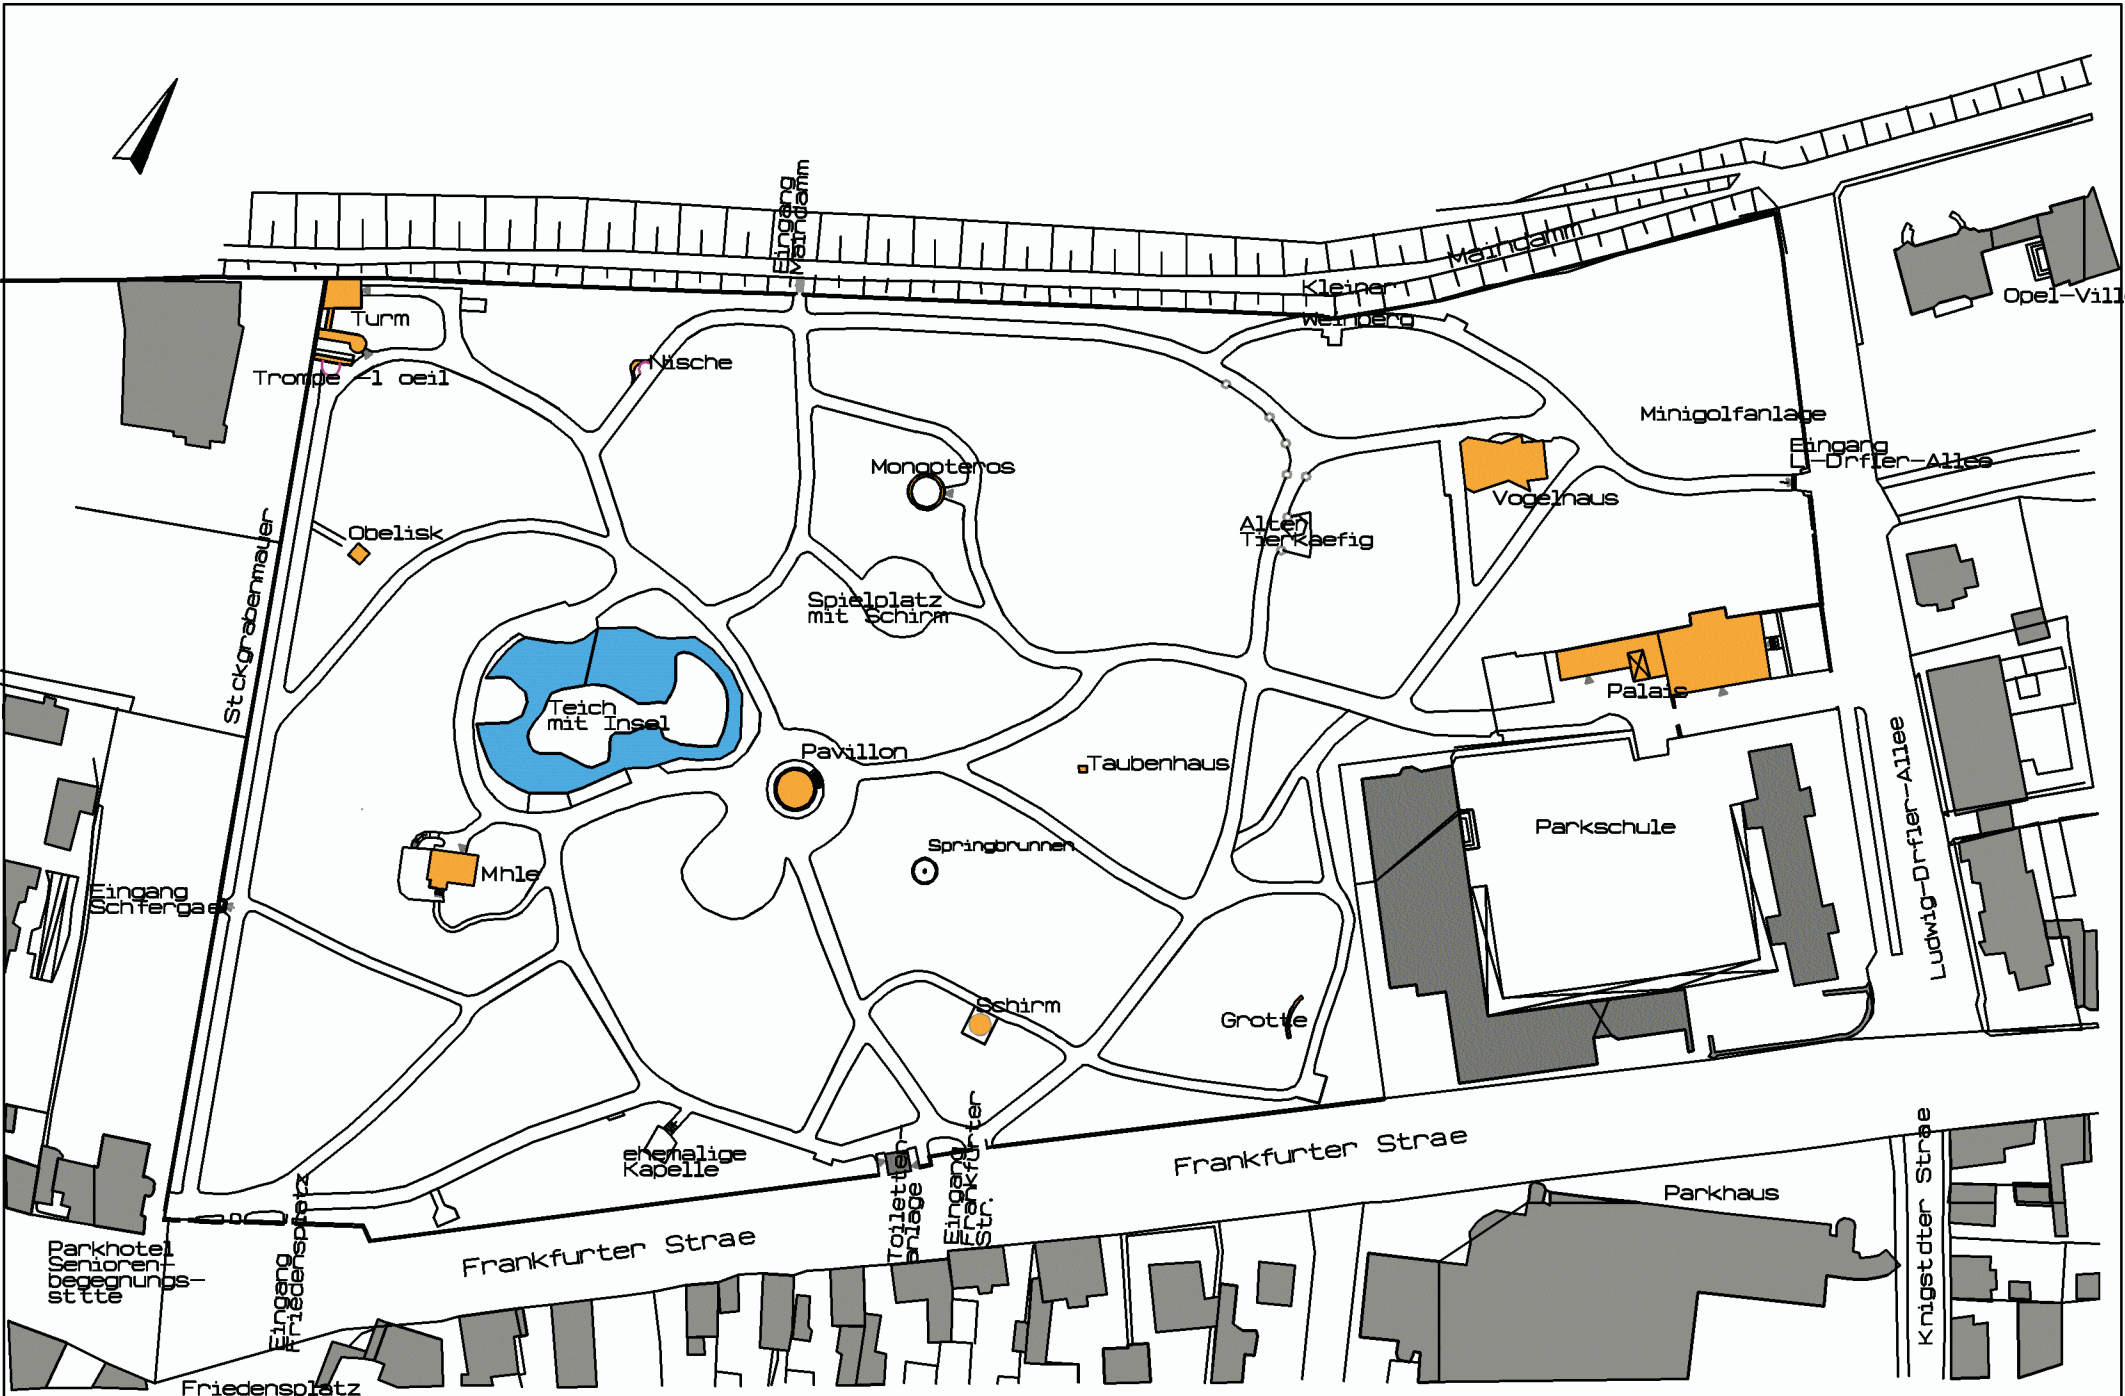 Eingang
Maindamm
Maindamm
Kleiner
Weinberg
Opel-Vill
Turm
Trompe -l oeil
Nische
Minigolfanlage
Eingang
L-Drfler-Allee
Monopteros
Vogelhaus
Obelisk
Alten
Tierkaefig
Stckgrabenmauer
Spielplatz
mit Schirm
Teich
mit Insel
Palais
Pavillon
Taubenhaus
Ludwig-Drfler-Allee
Parkschule
Springbrunnen
Mhle
Eingang
Schfergae
Schirm
Grotte
ehemalige
Kapelle
Toiletten
anlage
Eingang
Frankfurter
Str.
Frankfurter Strae
Parkhaus
Knigstdter Strae
Frankfurter Strae
Parkhotel
Senioren-
begegnungs-
sttte
Eingang
Friedensplatz
Friedensplatz